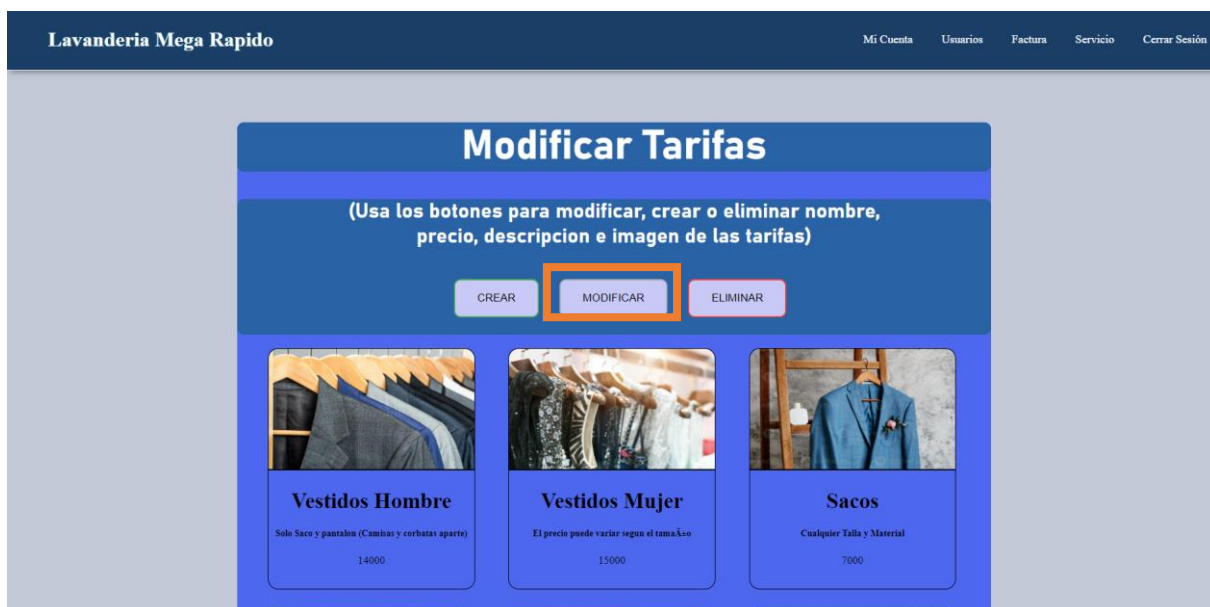 Lavanderia Mega Rapido
Mi Cuenta Usuarios Factura Servicio Cerrar Sesión
Modificar Tarifas
(Usa los botones para modificar, crear o eliminar nombre,
precio, descripcion e imagen de las tarifas)
CREAR MODIFICAR ELIMINAR
Vestidos Hombre Vestidos Mujer Sacos
Solo Saco y pantalon (Camisas y corbatas aparte) El precio puede variar segun el tamaÃ±o Cualquier Talla y Material
14000 15000 7000